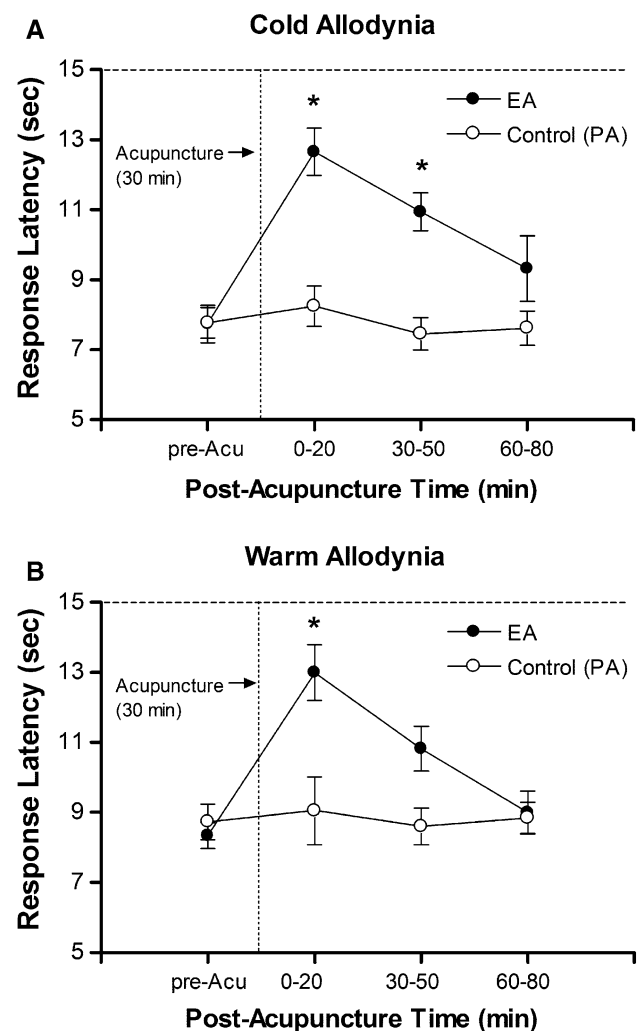 A
Cold Allodynia
15
13
11
9
7
5
Response Latency (sec)
*
*
EA
Control (PA)
Acupuncture
(30 min)
pre-Acu 0-20 30-50 60-80
Post-Acupuncture Time (min)
B
Warm Allodynia
15
13
11
9
7
5
Response Latency (sec)
*
EA
Control (PA)
Acupuncture
(30 min)
pre-Acu 0-20 30-50 60-80
Post-Acupuncture Time (min)